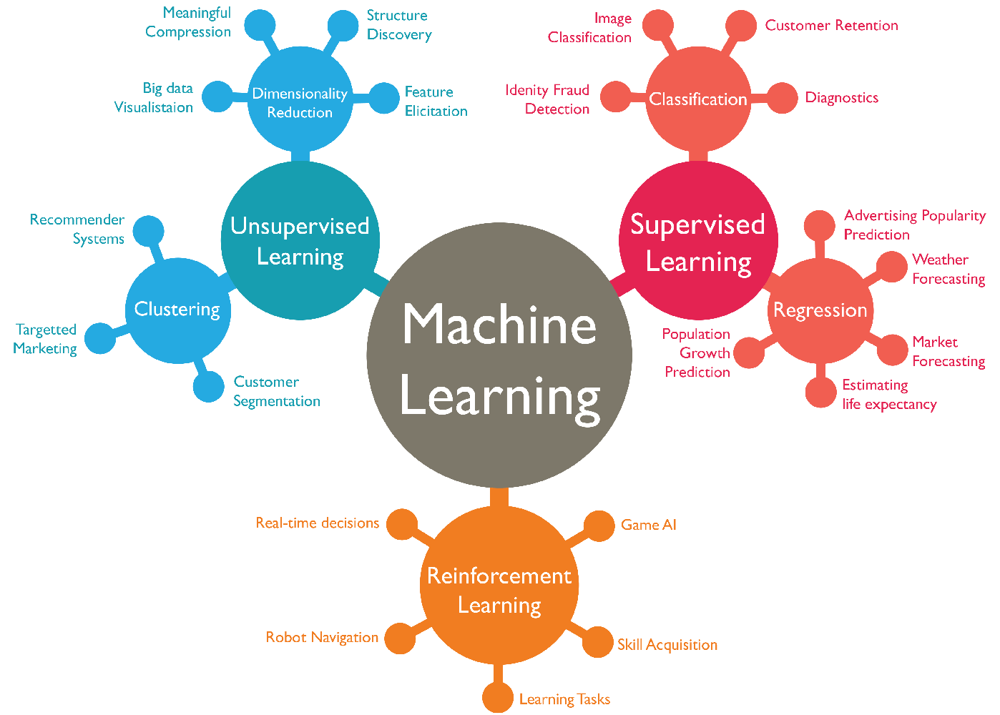 Meaningful
Compression
Structure
Discovery
Big data
Visualistaion
Dimensionality
Reduction
Feature
Elicitation
Image
Classification
Customer Retention
Idenity Fraud
Detection
Classification
Diagnostics
Unsupervised
Learning
Supervised
Learning
Recommender
Systems
Clustering
Targetted
Marketing
Customer
Segmentation
Advertising Popularity
Prediction
Weather
Forecasting
Regression
Population
Growth
Prediction
Market
Forecasting
Estimating
life expectancy
Machine
Learning
Real-time decisions
Game AI
Reinforcement
Learning
Robot Navigation
Skill Acquisition
Learning Tasks